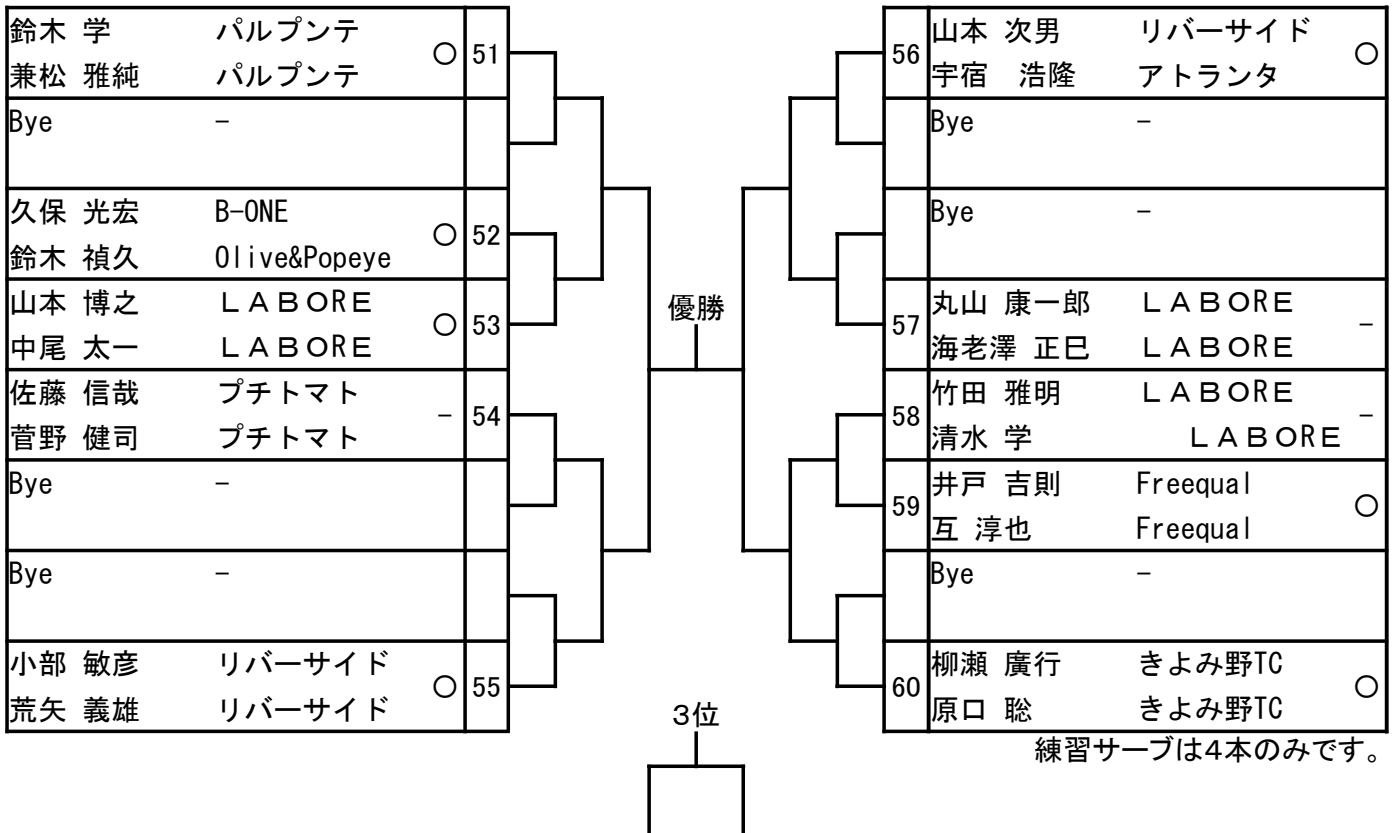 鈴木 学 パルプンテ ○ 51
兼松 雅純 パルプンテ
Bye −
久保 光宏 B-ONE ○ 52
鈴木 禎久 Olive&Popeye
山本 博之 ＬＡＢＯＲＥ ○ 53
中尾 太一 ＬＡＢＯＲＥ
佐藤 信哉 プチトマト − 54
菅野 健司 プチトマト
Bye −
Bye −
小部 敏彦 リバーサイド ○ 55
荒矢 義雄 リバーサイド
優勝
3位
56 山本 次男 リバーサイド ○
宇宿　浩隆 アトランタ
Bye −
Bye −
57 丸山 康一郎 ＬＡＢＯＲＥ −
海老澤 正巳 ＬＡＢＯＲＥ
58 竹田 雅明 ＬＡＢＯＲＥ −
清水 学 ＬＡＢＯＲＥ
59 井戸 吉則 Freequal ○
互 淳也 Freequal
Bye −
60 柳瀬 廣行 きよみ野TC ○
原口 聡 きよみ野TC
練習サーブは4本のみです。